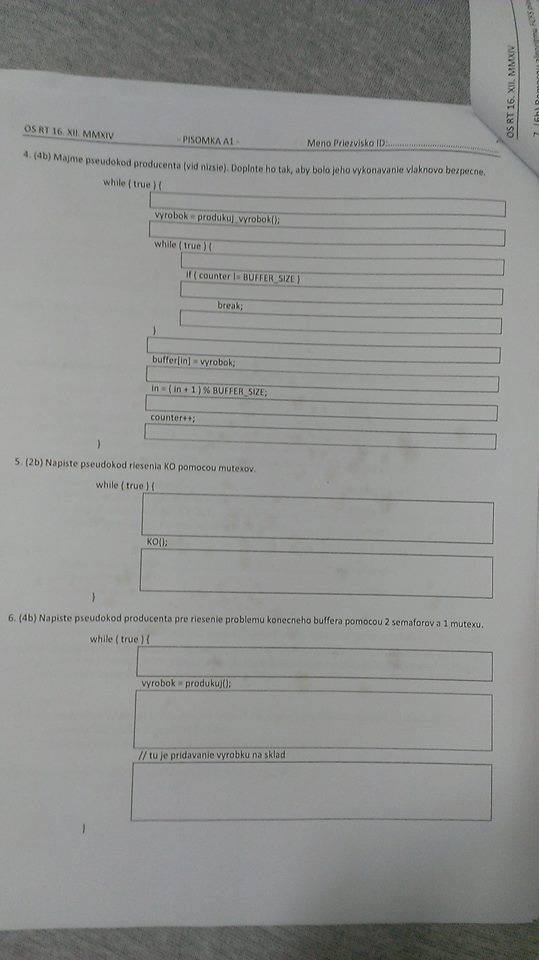 OS RT 16. XII. MMXIV - PISOMKA A1 - Meno Priezvisko ID:
4. (4b) Majme pseudokod producenta (vid nizsie). Doplnte ho tak, aby bolo jeho vykonavanie vlaknovo bezpecne.
while ( true ) {
vyrobok = produkuj_vyrobok();
while ( true ) {
if ( counter != BUFFER_SIZE )
break;
}
buffer[in] = vyrobok;
in = ( in + 1 ) % BUFFER_SIZE;
counter++;
}
5. (2b) Napiste pseudokod riesenia KO pomocou mutexov.
while ( true ) {
KO();
}
6. (4b) Napiste pseudokod producenta pre riesenie problemu konecneho buffera pomocou 2 semaforov a 1 mutexu.
while ( true ) {
vyrobok = produkuj();
// tu je pridavanie vyrobku na sklad
}
OS RT 16. XII. MMXIV